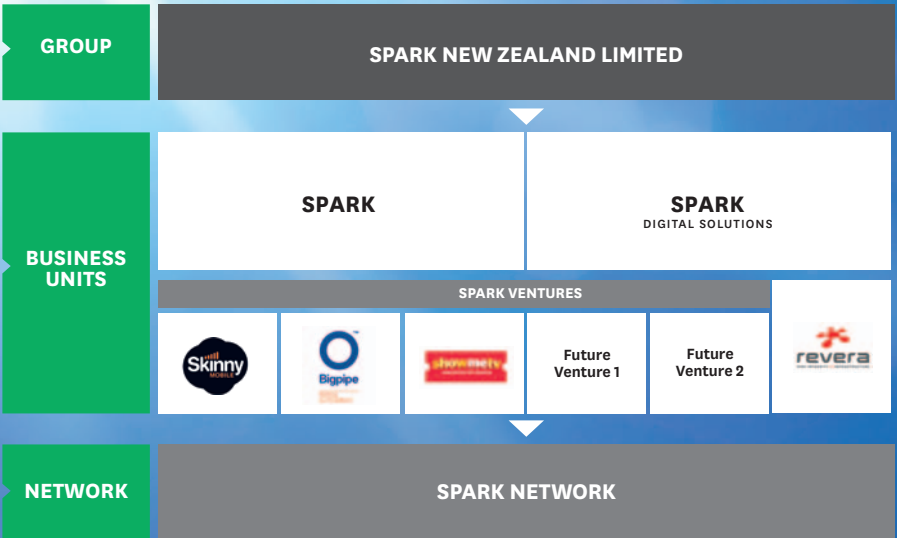 GROUP
SPARK NEW ZEALAND LIMITED
BUSINESS
UNITS
SPARK
SPARK
DIGITAL SOLUTIONS
SPARK VENTURES
Skinny
MOBILE
Bigpipe
showmetv
Future
Venture 1
Future
Venture 2
revera
NETWORK
SPARK NETWORK